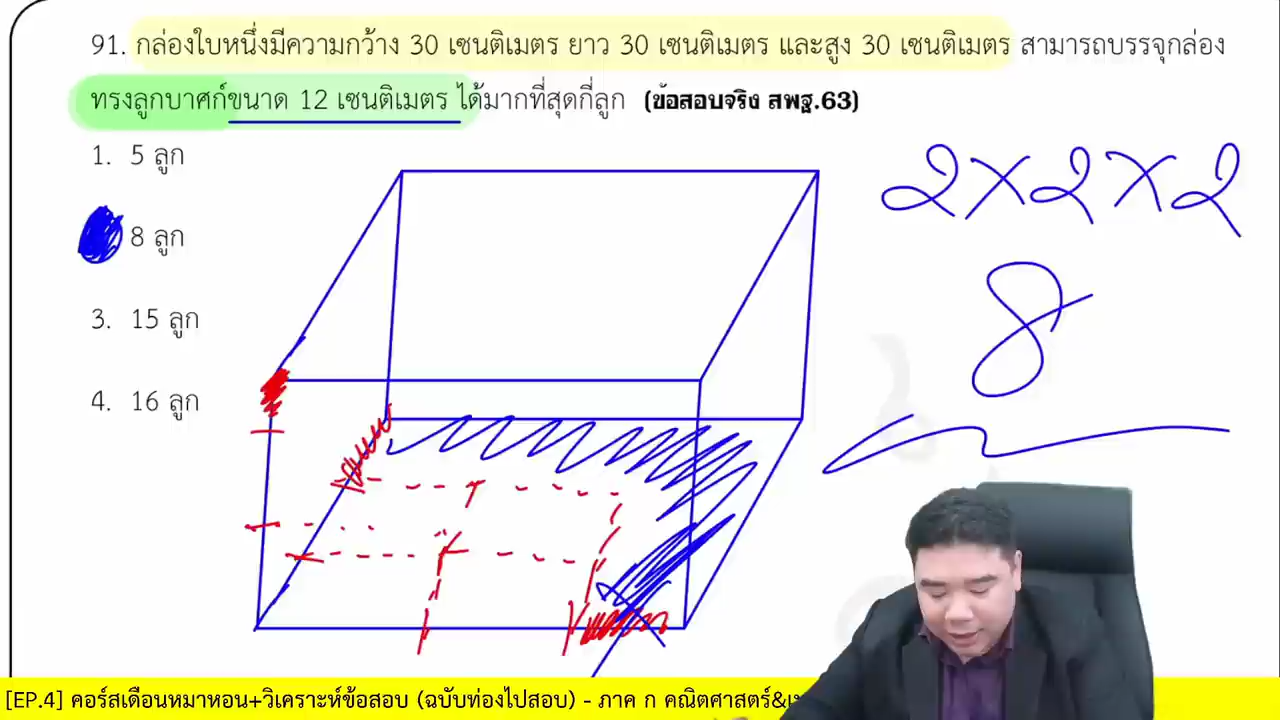 91. กล่องใบหนึ่งมีความกว้าง 30 เซนติเมตร ยาว 30 เซนติเมตร และสูง 30 เซนติเมตร สามารถบรรจุกล่อง
ทรงลูกบาศก์ขนาด 12 เซนติเมตร ได้มากที่สุดกี่ลูก (ข้อสอบจริง สพฐ.63)
1. 5 ลูก
8 ลูก
3. 15 ลูก
4. 16 ลูก
2×2×2
8
[EP.4] คอร์สเดือนหมาหอน+วิเคราะห์ข้อสอบ (ฉบับท่องไปสอบ) - ภาค ก คณิตศาสตร์&